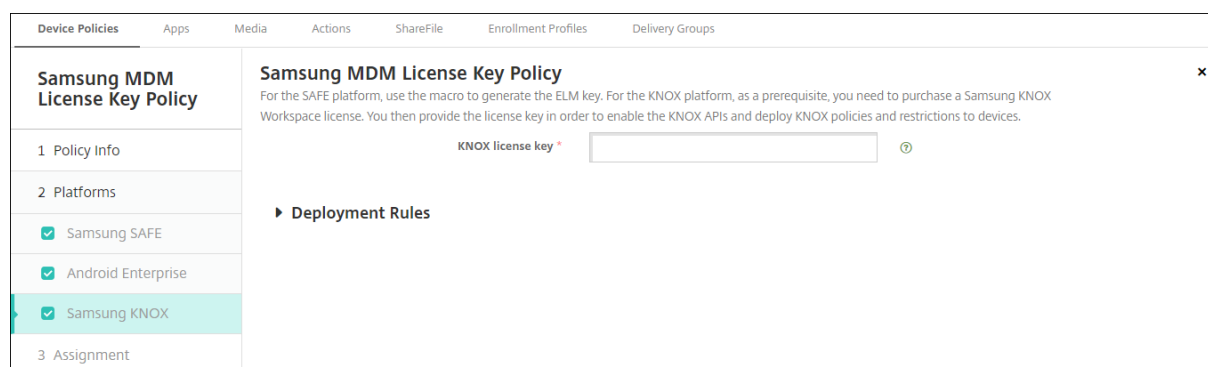 Device Policies Apps Media Actions ShareFile Enrollment Profiles Delivery Groups
Samsung MDM
License Key Policy
1 Policy Info
2 Platforms
Samsung SAFE
Android Enterprise
Samsung KNOX
3 Assignment
Samsung MDM License Key Policy
For the SAFE platform, use the macro to generate the ELM key. For the KNOX platform, as a prerequisite, you need to purchase a Samsung KNOX
Workspace license. You then provide the license key in order to enable the KNOX APIs and deploy KNOX policies and restrictions to devices.
KNOX license key *
Deployment Rules